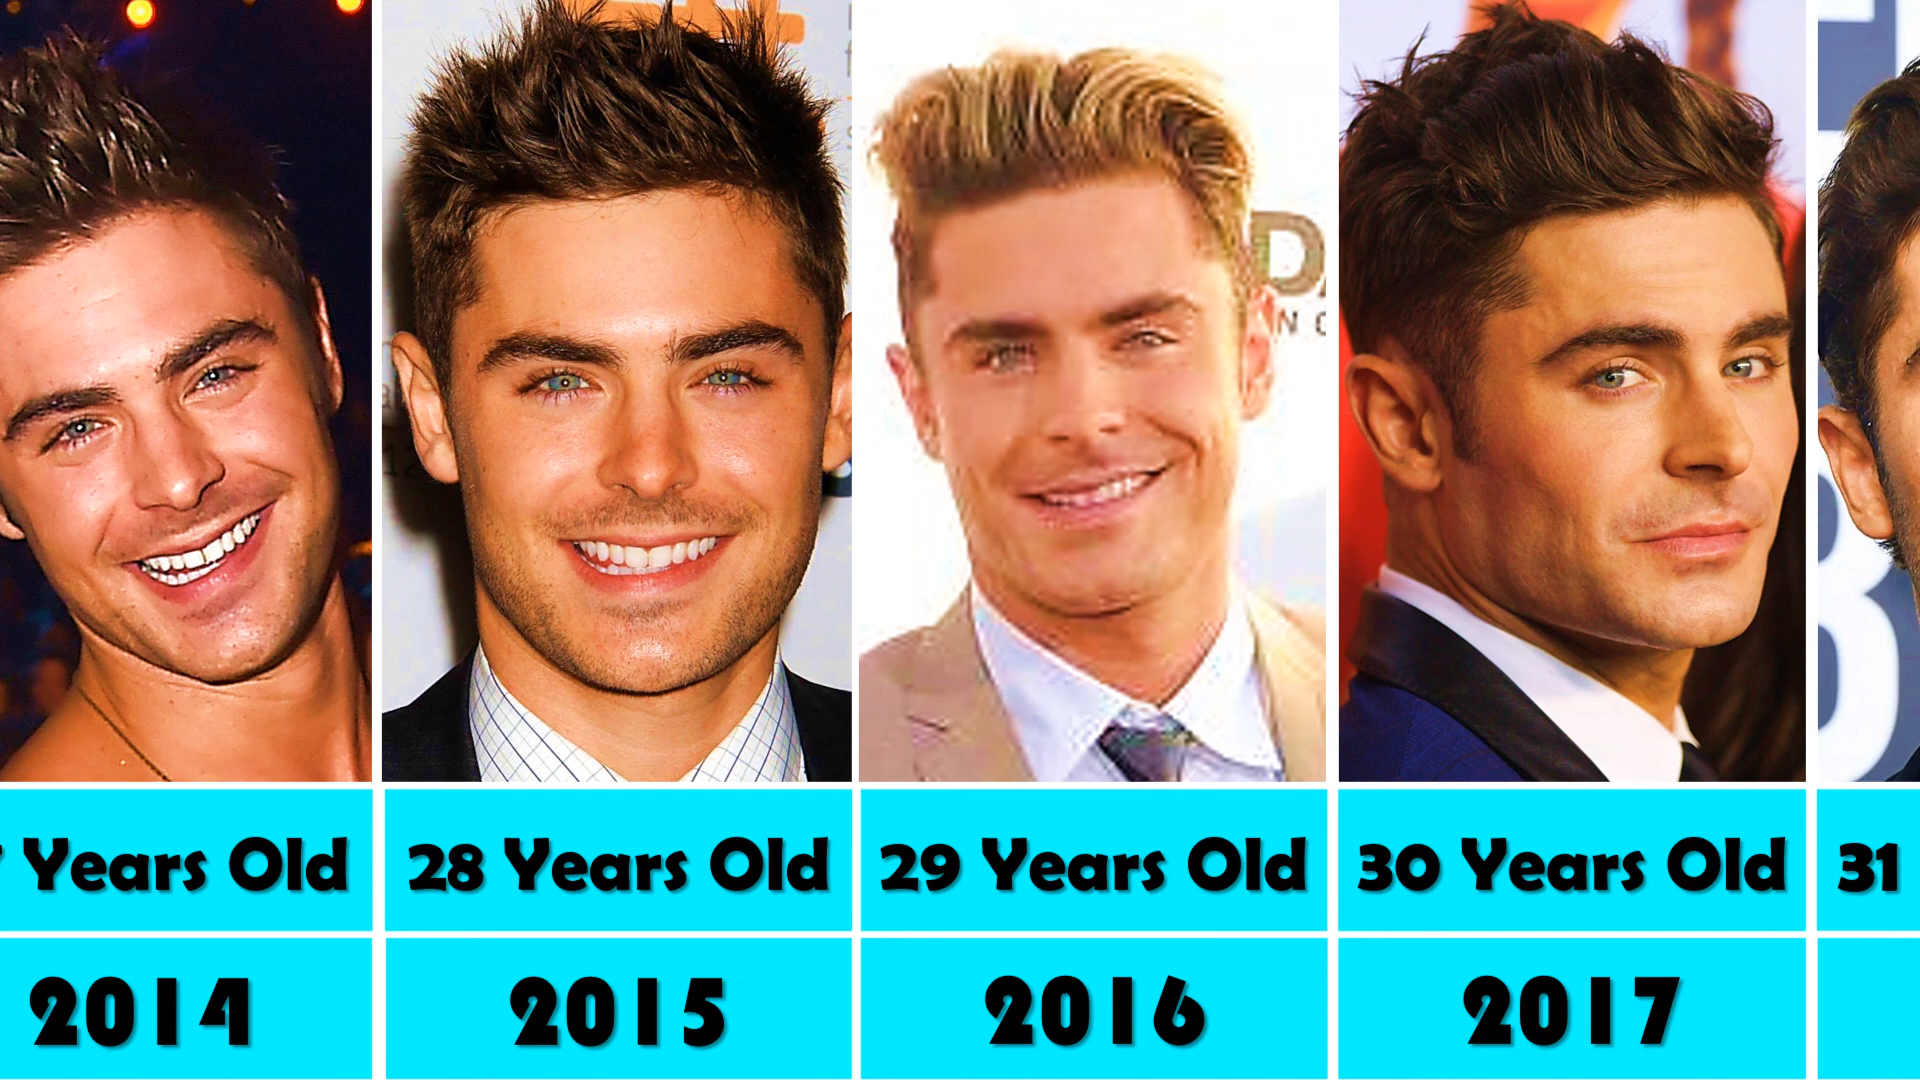 Years Old
28 Years Old
29 Years Old
30 Years Old
31
2014
2015
2016
2017